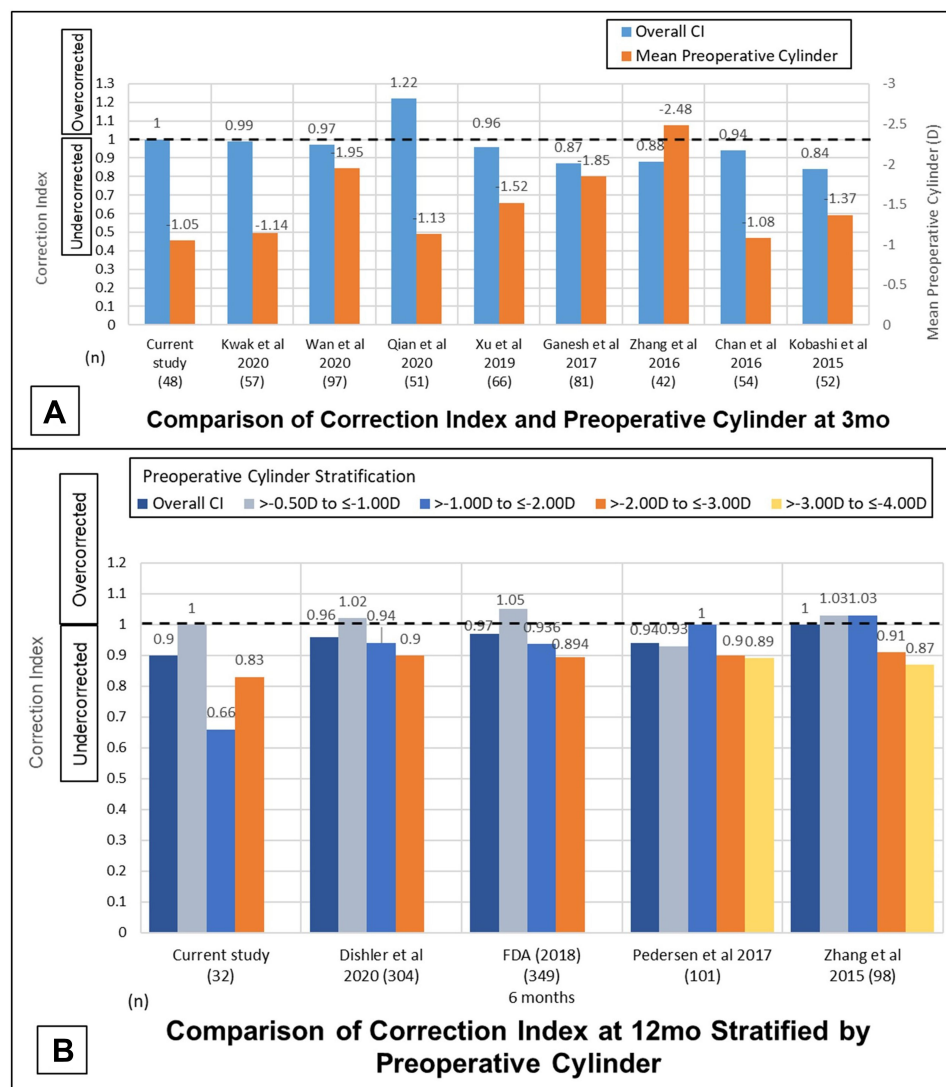 Overall CI
Mean Preoperative Cylinder
Overcorrected
Undercorrected
Correction Index
1.3
1.2
1.1
1
0.9
0.8
0.7
0.6
0.5
0.4
0.3
0.2
0.1
0
1
-1.05
0.99
-1.14
0.97
-1.95
1.22
-1.13
0.96
-1.52
0.87
-1.85
0.88
-2.48
0.94
-1.08
0.84
-1.37
-3
-2.5
-2
-1.5
-1
-0.5
0
Mean Preoperative Cylinder (D)
(n)
Current study (48)
Kwak et al 2020 (57)
Wan et al 2020 (97)
Qian et al 2020 (51)
Xu et al 2019 (66)
Ganesh et al 2017 (81)
Zhang et al 2016 (42)
Chan et al 2016 (54)
Kobashi et al 2015 (52)
A
Comparison of Correction Index and Preoperative Cylinder at 3mo
Preoperative Cylinder Stratification
Overall CI >-0.50D to ≤-1.00D >-1.00D to ≤-2.00D >-2.00D to ≤-3.00D >-3.00D to ≤-4.00D
Overcorrected
Undercorrected
Correction Index
1.2
1.1
1
0.9
0.8
0.7
0.6
0.5
0.4
0.3
0.2
0.1
0
0.9
1
0.66
0.83
0.96
1.02
0.94
0.9
0.97
1.05
0.936
0.894
0.94
0.93
1
0.9
0.89
1
1.03
1.03
0.91
0.87
Current study (32)
Dishler et al 2020 (304)
FDA (2018) (349) 6 months
Pedersen et al 2017 (101)
Zhang et al 2015 (98)
(n)
B
Comparison of Correction Index at 12mo Stratified by
Preoperative Cylinder